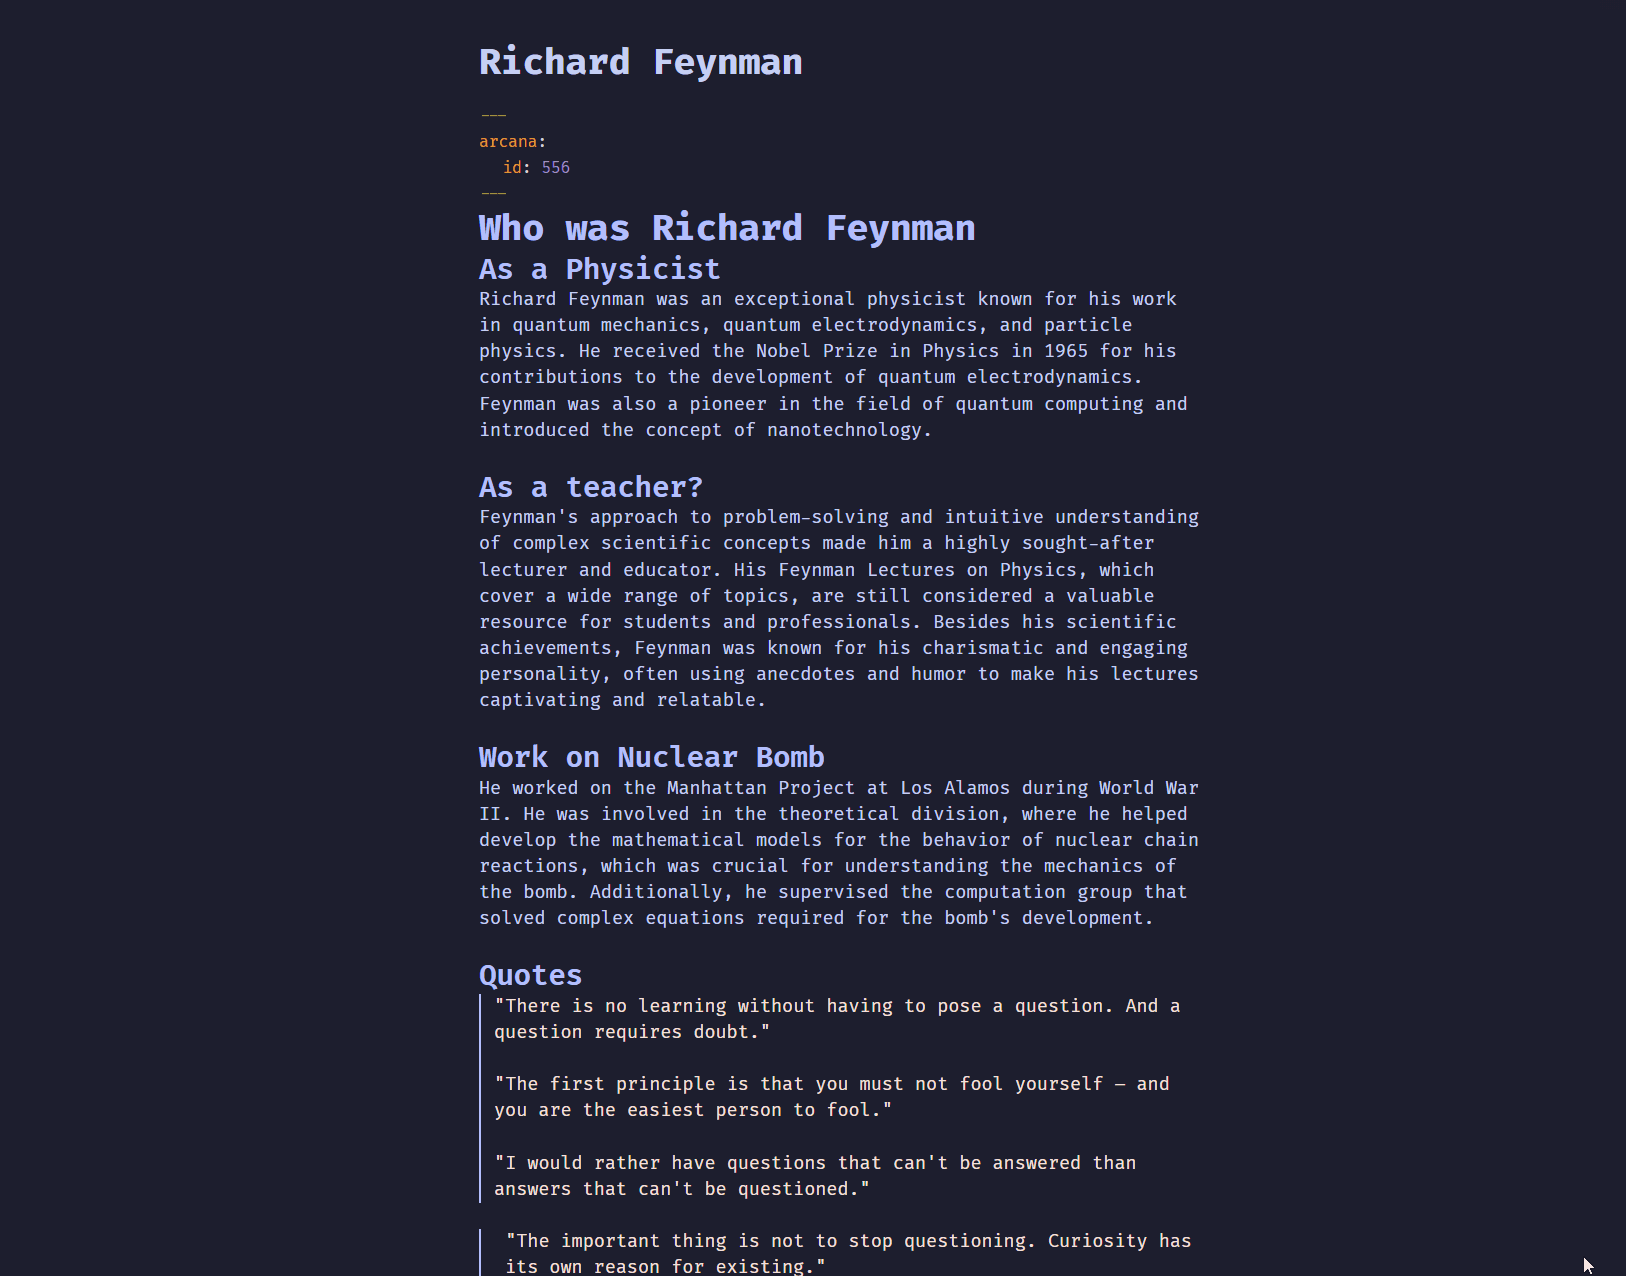 Richard Feynman
---
arcana:
id: 556
---
Who was Richard Feynman
As a Physicist
Richard Feynman was an exceptional physicist known for his work
in quantum mechanics, quantum electrodynamics, and particle
physics. He received the Nobel Prize in Physics in 1965 for his
contributions to the development of quantum electrodynamics.
Feynman was also a pioneer in the field of quantum computing and
introduced the concept of nanotechnology.
As a teacher?
Feynman's approach to problem-solving and intuitive understanding
of complex scientific concepts made him a highly sought-after
lecturer and educator. His Feynman Lectures on Physics, which
cover a wide range of topics, are still considered a valuable
resource for students and professionals. Besides his scientific
achievements, Feynman was known for his charismatic and engaging
personality, often using anecdotes and humor to make his lectures
captivating and relatable.
Work on Nuclear Bomb
He worked on the Manhattan Project at Los Alamos during World War
II. He was involved in the theoretical division, where he helped
develop the mathematical models for the behavior of nuclear chain
reactions, which was crucial for understanding the mechanics of
the bomb. Additionally, he supervised the computation group that
solved complex equations required for the bomb's development.
Quotes
"There is no learning without having to pose a question. And a
question requires doubt."
"The first principle is that you must not fool yourself – and
you are the easiest person to fool."
"I would rather have questions that can't be answered than
answers that can't be questioned."
"The important thing is not to stop questioning. Curiosity has
its own reason for existing."